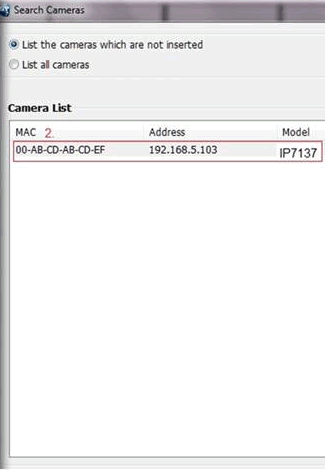 Search Cameras
List the cameras which are not inserted
List all cameras
Camera List
MAC 2. Address Model
00-AB-CD-AB-CD-EF 192.168.5.103 IP7137